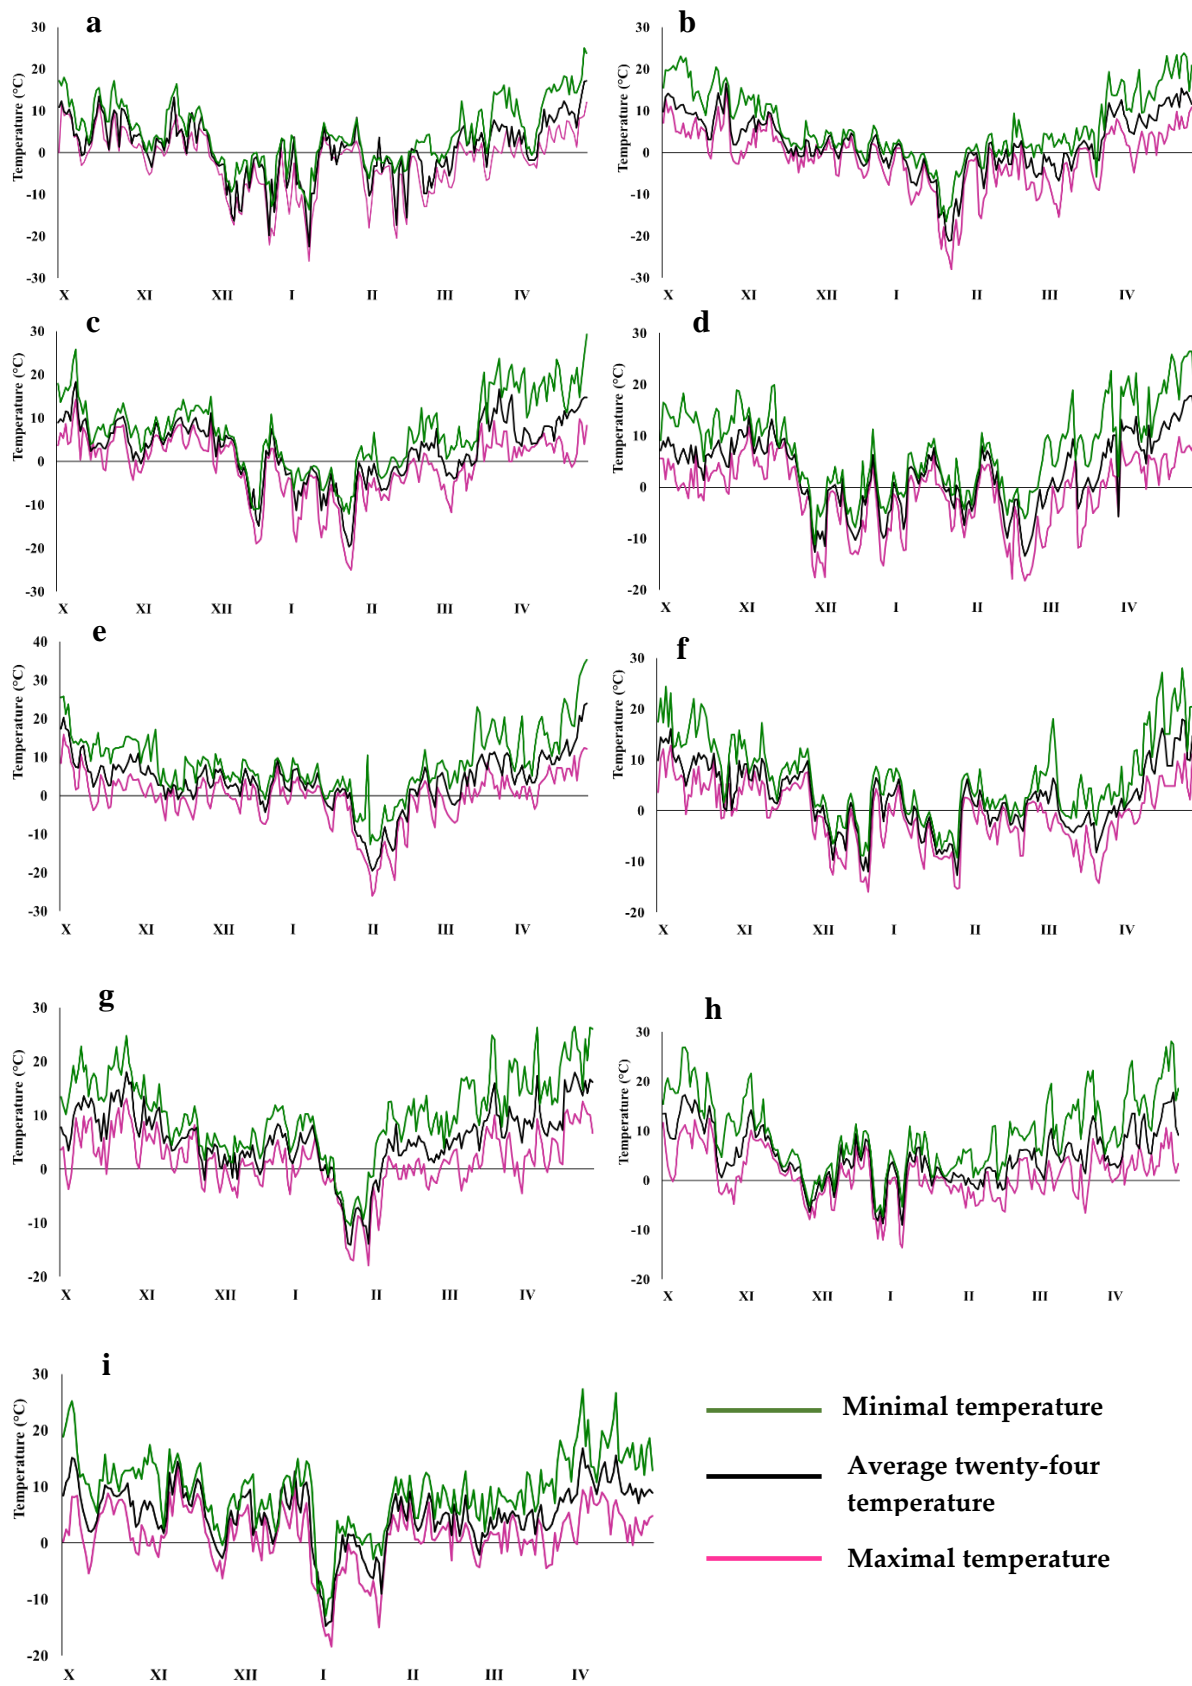 a
30
20
10
0
-10
-20
-30
Temperature (°C)
X XI XII I II III IV
b
30
20
10
0
-10
-20
-30
Temperature (°C)
X XI XII I II III IV
c
30
20
10
0
-10
-20
-30
Temperature (°C)
X XI XII I II III IV
d
30
20
10
0
-10
-20
Temperature (°C)
X XI XII I II III IV
e
40
30
20
10
0
-10
-20
-30
Temperature (°C)
X XI XII I II III IV
f
30
20
10
0
-10
-20
Temperature (°C)
X XI XII I II III IV
g
30
20
10
0
-10
-20
Temperature (°C)
X XI XII I II III IV
h
30
20
10
0
-10
-20
Temperature (°C)
X XI XII I II III IV
i
30
20
10
0
-10
-20
Temperature (°C)
X XI XII I II III IV
Minimal temperature
Average twenty-four
temperature
Maximal temperature